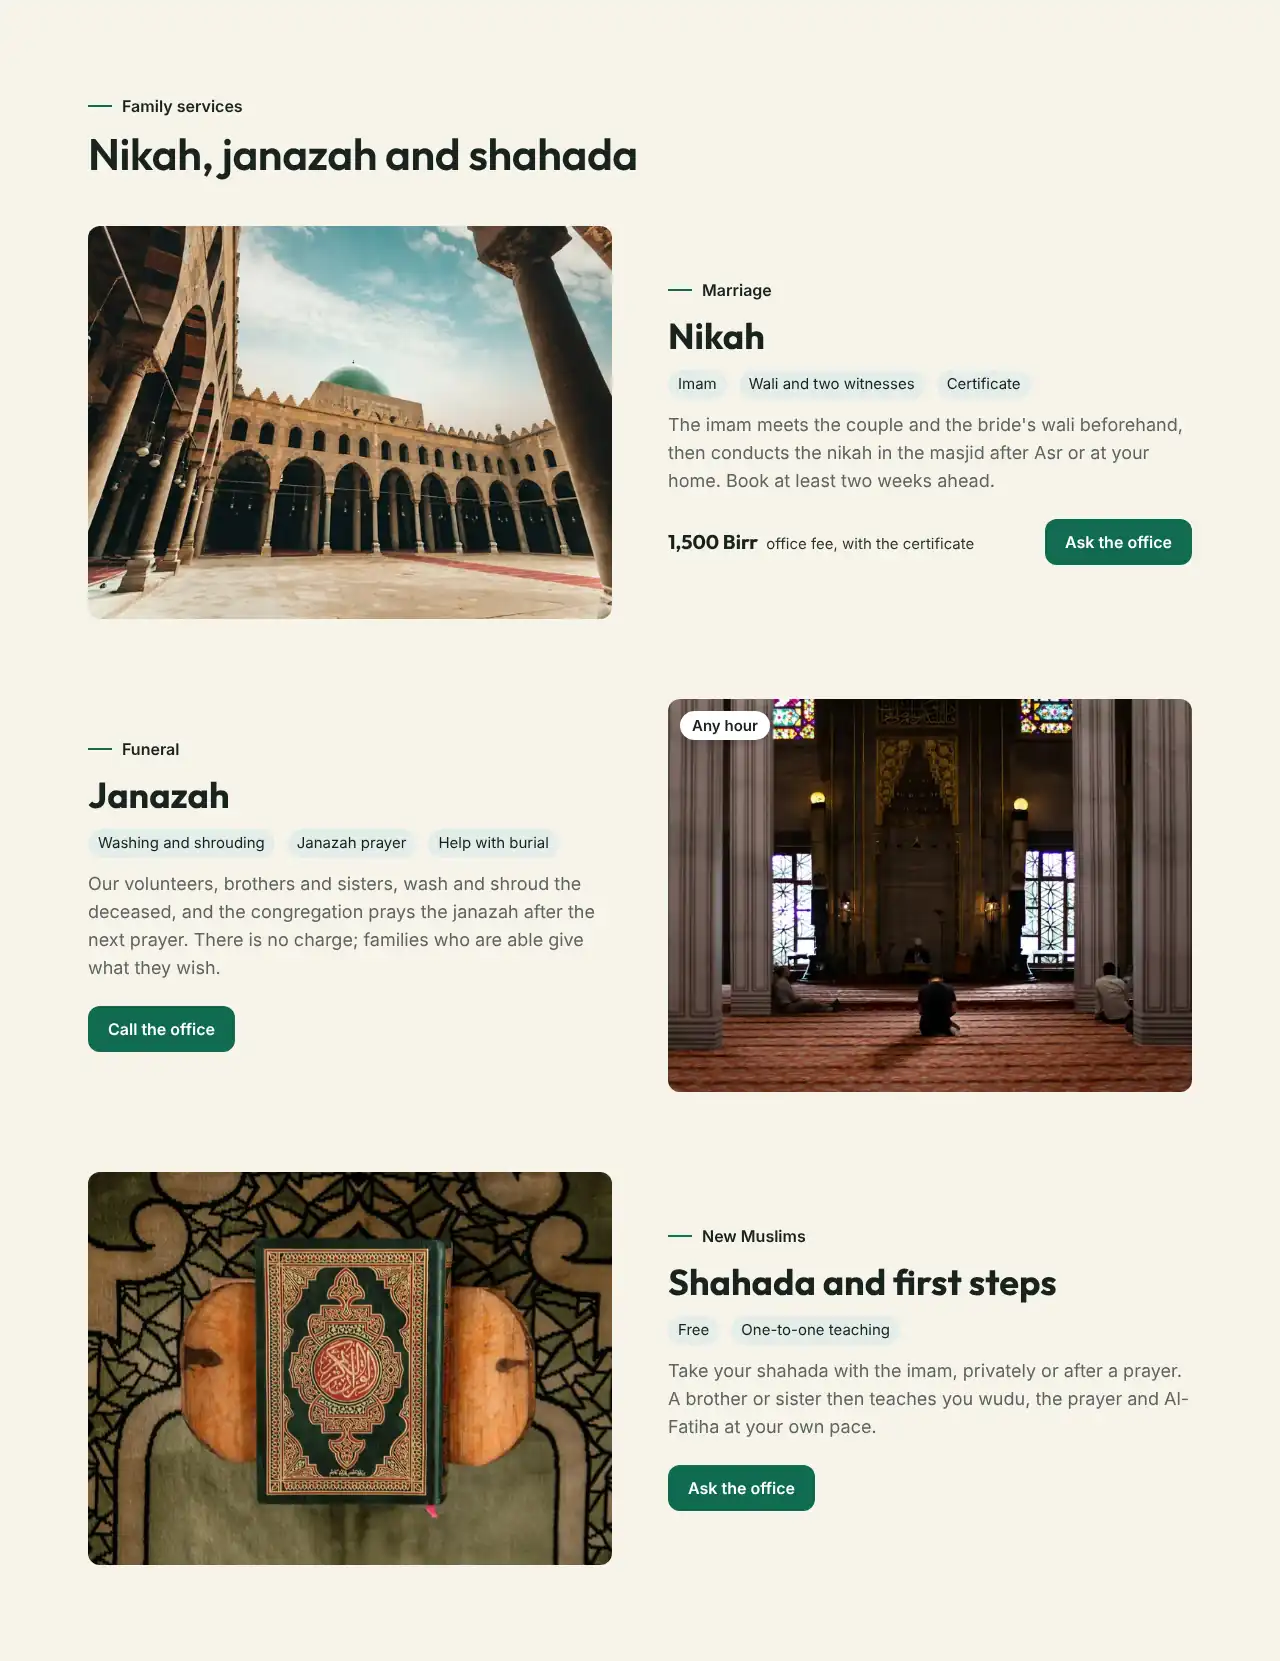 Family services
Nikah, janazah and shahada
Marriage
Nikah
Imam
Wali and two witnesses
Certificate
The imam meets the couple and the bride's wali beforehand,
then conducts the nikah in the masjid after Asr or at your
home. Book at least two weeks ahead.
1,500 Birr office fee, with the certificate
Ask the office
Funeral
Janazah
Washing and shrouding
Janazah prayer
Help with burial
Our volunteers, brothers and sisters, wash and shroud the
deceased, and the congregation prays the janazah after the
next prayer. There is no charge; families who are able give
what they wish.
Call the office
Any hour
New Muslims
Shahada and first steps
Free
One-to-one teaching
Take your shahada with the imam, privately or after a prayer.
A brother or sister then teaches you wudu, the prayer and Al-
Fatiha at your own pace.
Ask the office